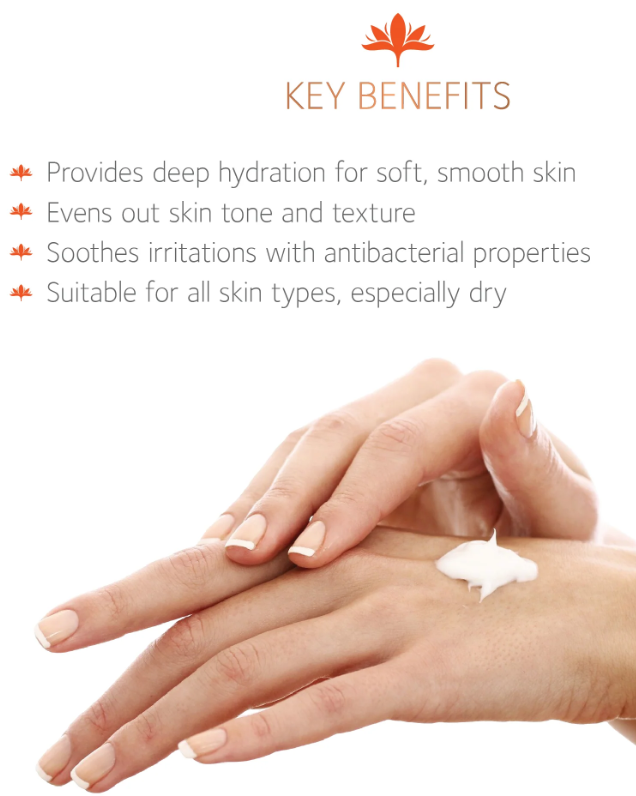 KEY BENEFITS
Provides deep hydration for soft, smooth skin
Evens out skin tone and texture
Soothes irritations with antibacterial properties
Suitable for all skin types, especially dry